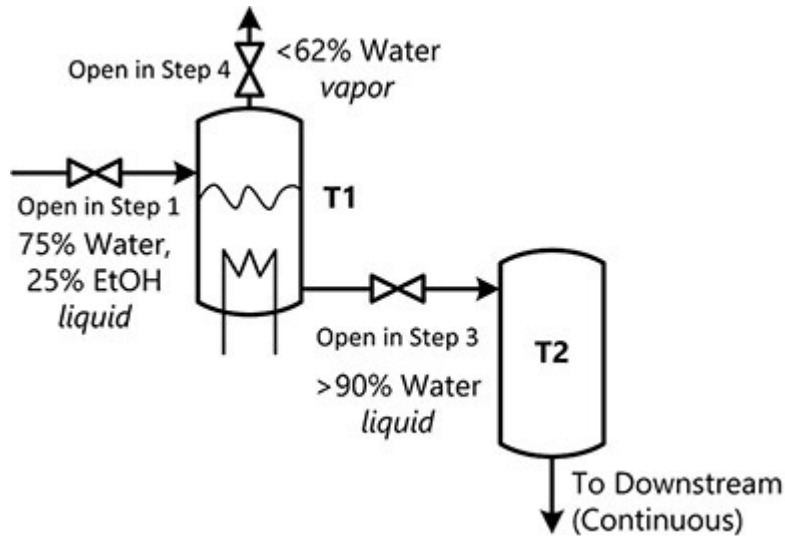 Open in Step 4
<62% Water
vapor
T1
Open in Step 1
75% Water,
25% EtOH
liquid
Open in Step 3
>90% Water
liquid
T2
To Downstream
(Continuous)